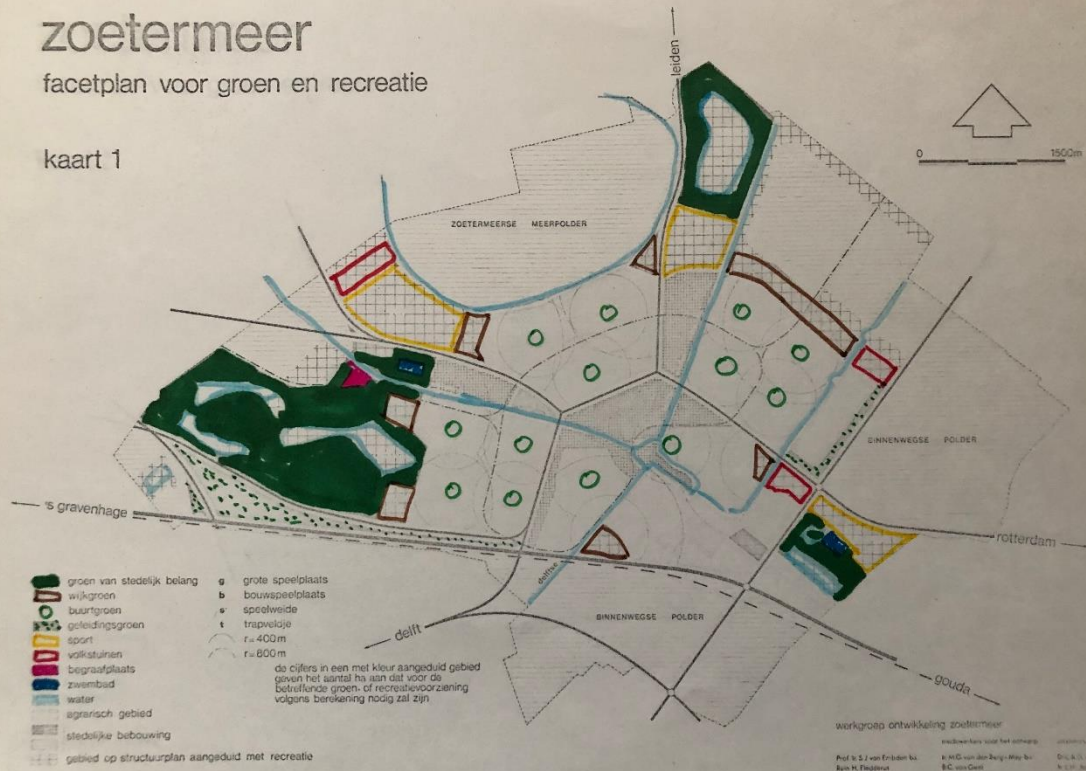 zoetermeer
facetplan voor groen en recreatie
kaart 1
leiden
0 1500m
ZOETERMEERSE MEERPOLDER
BINNENWEGSE POLDER
's gravenhage
rotterdam
delftse
BINNENWEGSE POLDER
delft
gouda
groen van stedelijk belang
wijkgroen
buurtgroen
geleidingsgroen
sport
volkstuinen
begraafplaats
zwembad
water
agrarisch gebied
stedelijke bebouwing
gebied op structuurplan aangeduid met recreatie
g grote speelplaats
b bouwspeelplaats
s speelweide
t trapveldje
r=400m
r=800m
de cijfers in een met kleur aangeduid gebied
geven het aantal ha aan dat voor de
betreffende groen- of recreatievoorziening
volgens berekening nodig zal zijn
werkgroep ontwikkeling zoetermeer